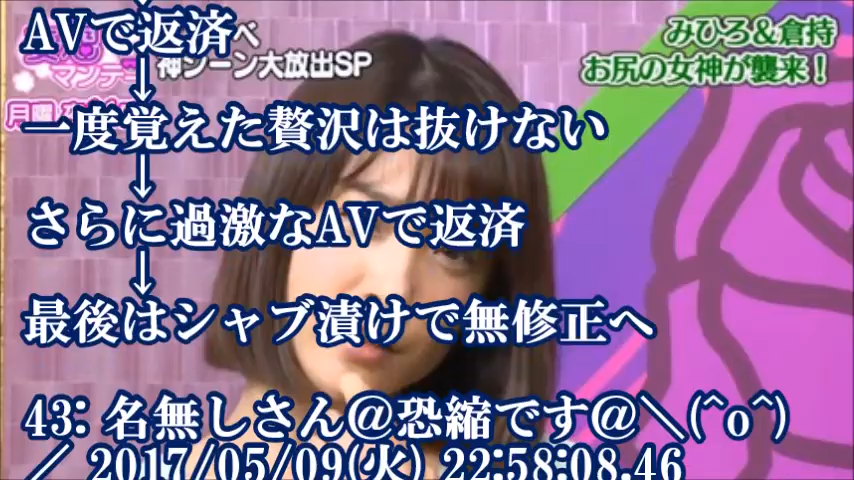 AVで返済
↓
一度覚えた贅沢は抜けない
↓
さらに過激なAVで返済
↓
最後はシャブ漬けで無修正へ
43: 名無しさん@恐縮です@\(^o^)
/ 2017/05/09(火) 22:58:08.46
神シーン大放出SP
みひろ&倉持
お尻の女神が襲来!